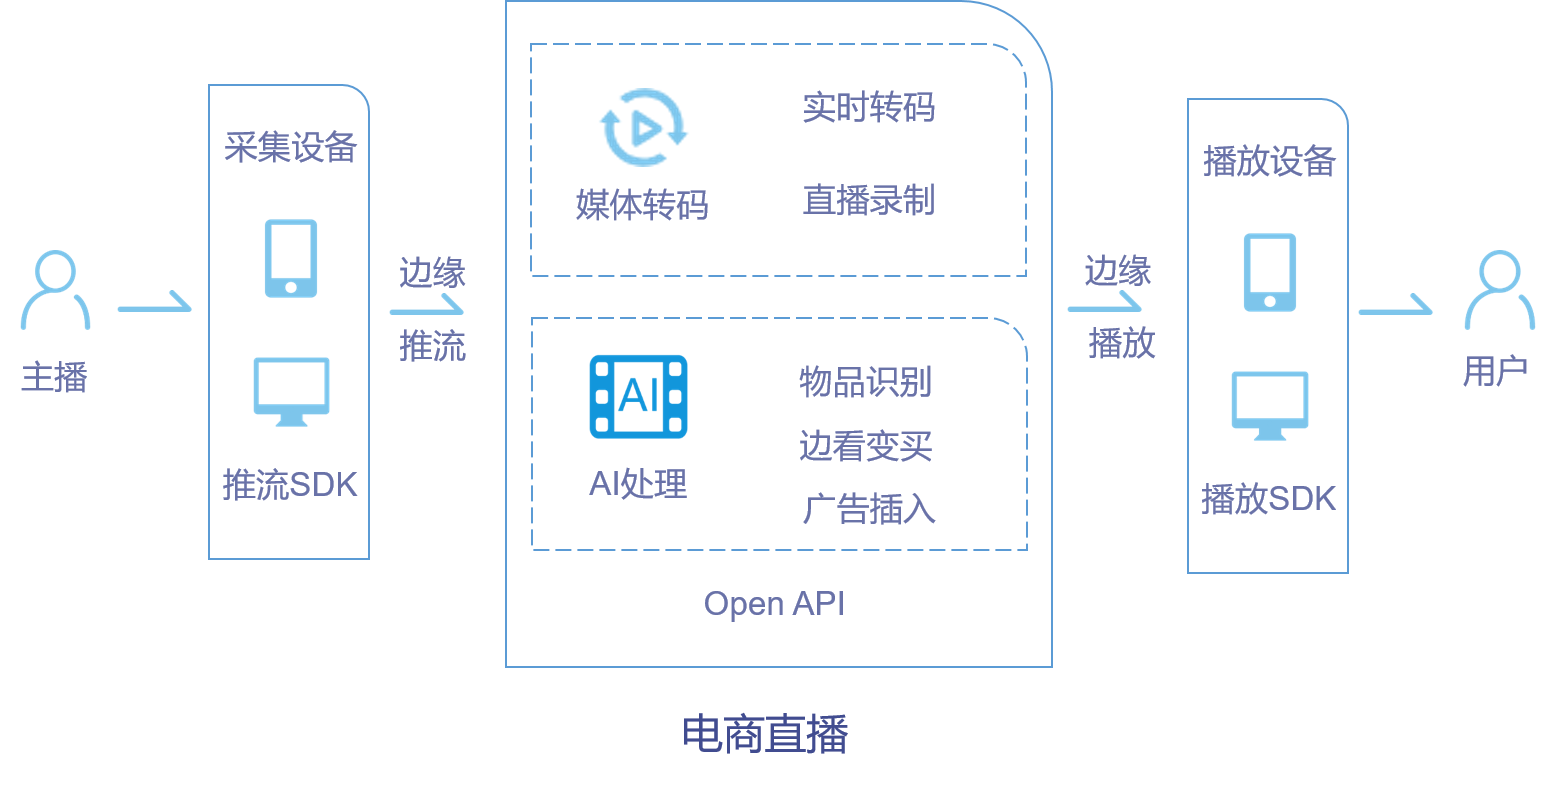 主播
采集设备
推流SDK
边缘
推流
媒体转码
实时转码
直播录制
AI
AI处理
物品识别
边看变买
广告插入
Open API
边缘
播放
播放设备
播放SDK
用户
电商直播